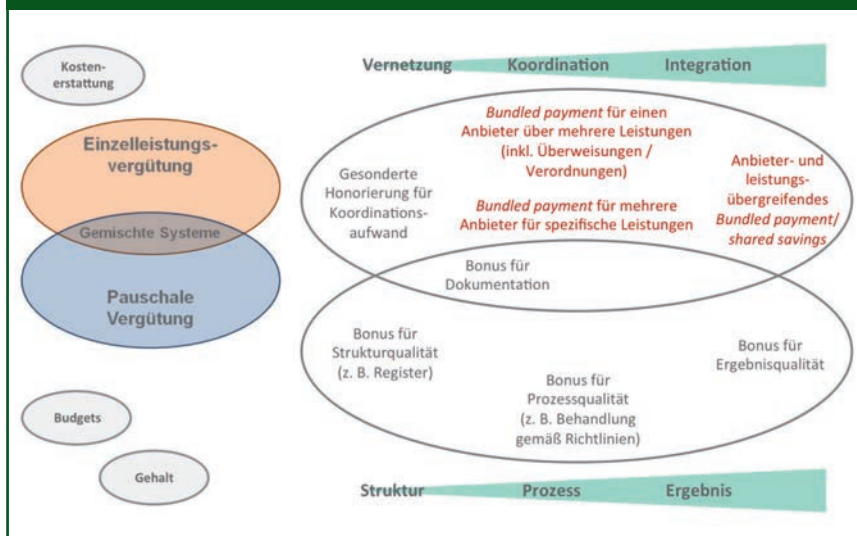 Kosten-
erstattung
Einzelleistungs-
vergütung
Gemischte Systeme
Pauschale
Vergütung
Budgets
Gehalt
Vernetzung
Koordination
Integration
Bundled payment für einen
Anbieter über mehrere Leistungen
(inkl. Überweisungen /
Verordnungen)
Gesonderte
Honorierung für
Koordinations-
aufwand
Bundled payment für mehrere
Anbieter für spezifische Leistungen
Anbieter- und
leistungs-
übergreifendes
Bundled payment/
shared savings
Bonus für
Dokumentation
Bonus für
Strukturqualität
(z. B. Register)
Bonus für
Prozessqualität
(z. B. Behandlung
gemäß Richtlinien)
Bonus für
Ergebnisqualität
Struktur
Prozess
Ergebnis